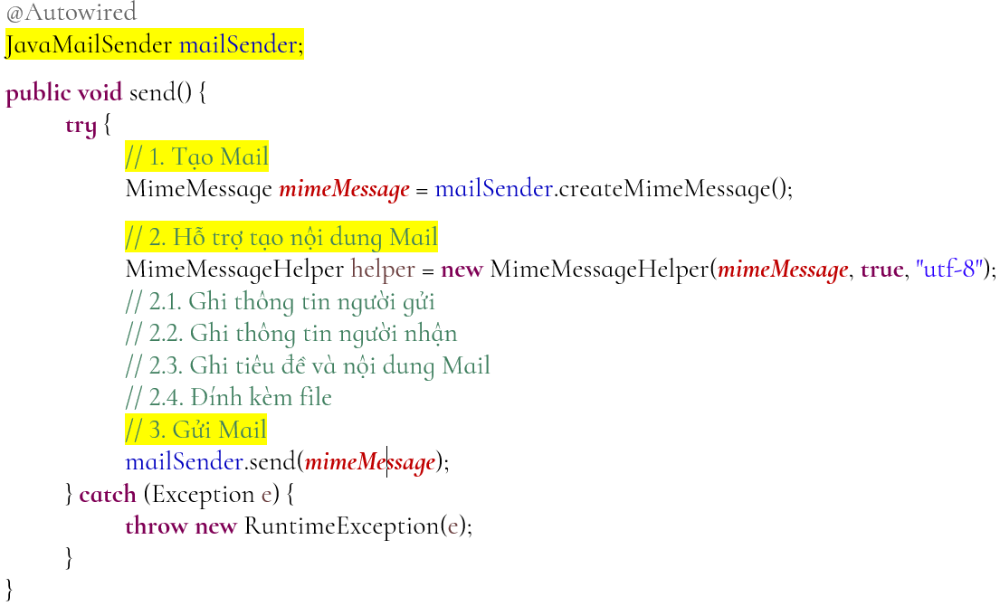 @Autowired
JavaMailSender mailSender;
public void send() {
try {
// 1. Tạo Mail
MimeMessage mimeMessage = mailSender.createMimeMessage();
// 2. Hỗ trợ tạo nội dung Mail
MimeMessageHelper helper = new MimeMessageHelper(mimeMessage, true, "utf-8");
// 2.1. Ghi thông tin người gửi
// 2.2. Ghi thông tin người nhận
// 2.3. Ghi tiêu đề và nội dung Mail
// 2.4. Đính kèm file
// 3. Gửi Mail
mailSender.send(mimeMessage);
} catch (Exception e) {
throw new RuntimeException(e);
}
}